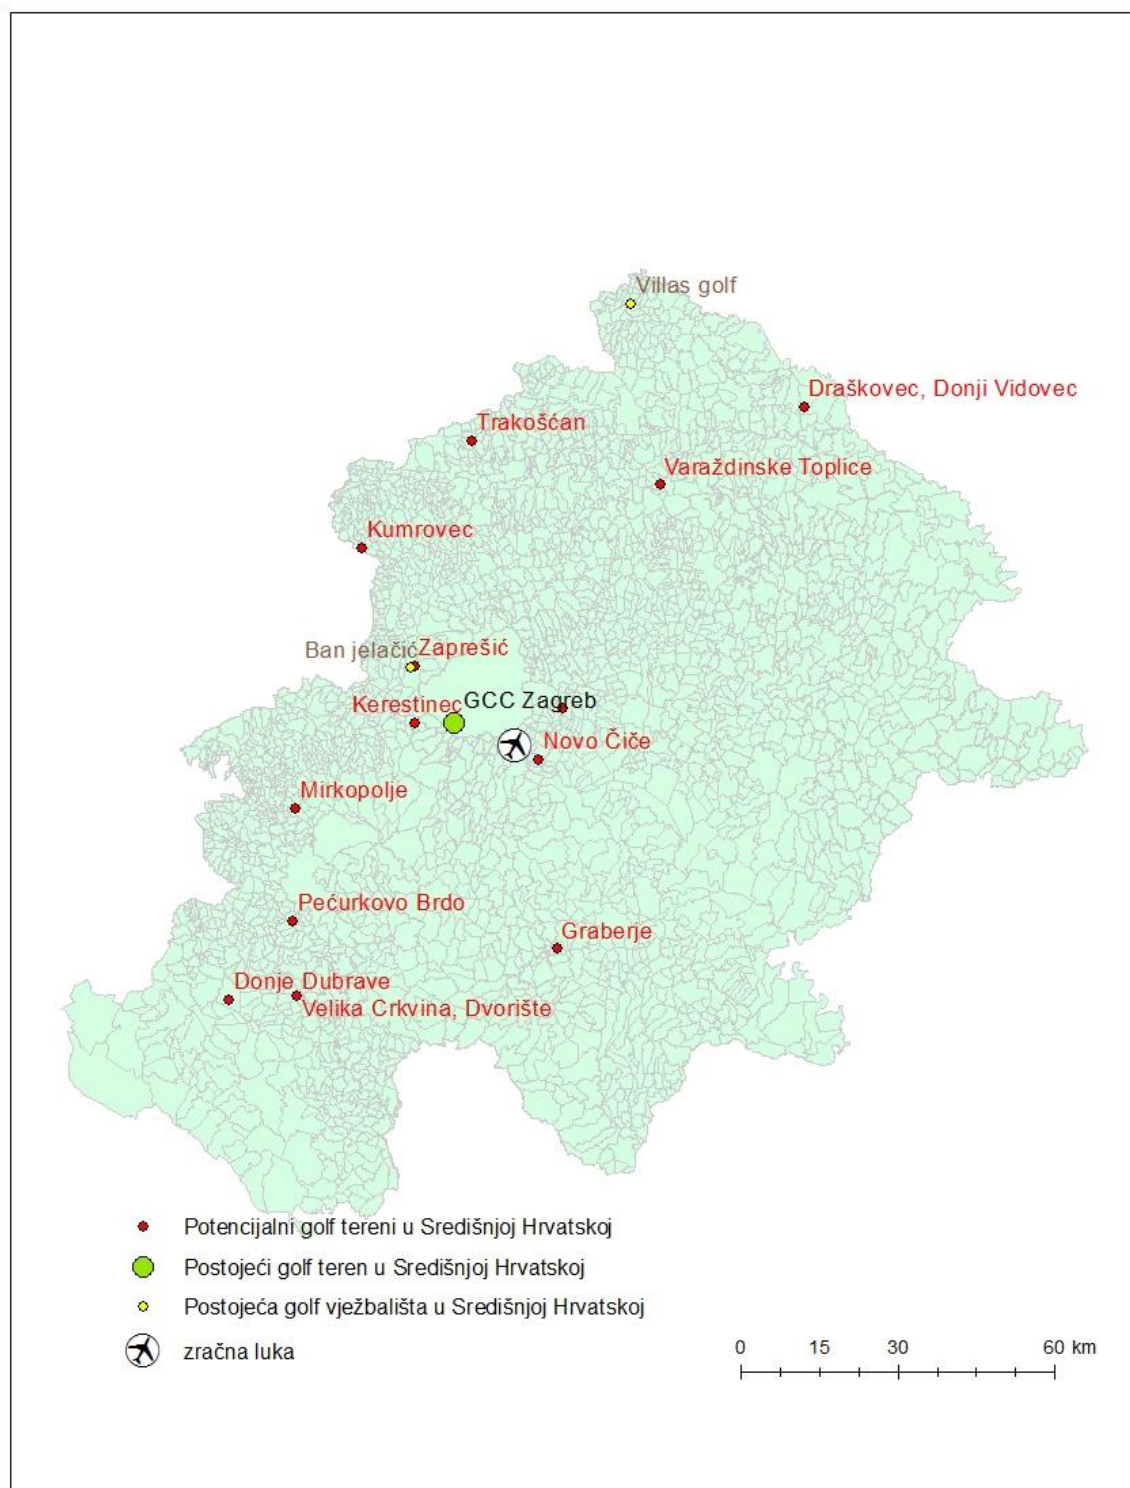 Villas golf
Draškovec, Donji Vidovec
Trakošćan
Varaždinske Toplice
Kumrovec
Ban jelačić
Zaprešić
Kerestinec
GCC Zagreb
Novo Čiče
Mirkopolje
Pećurkovo Brdo
Graberje
Donje Dubrave
Velika Crkvina, Dvorište
Potencijalni golf tereni u Središnjoj Hrvatskoj
Postojeći golf teren u Središnjoj Hrvatskoj
Postojeća golf vježbališta u Središnjoj Hrvatskoj
zračna luka
0 15 30 60 km